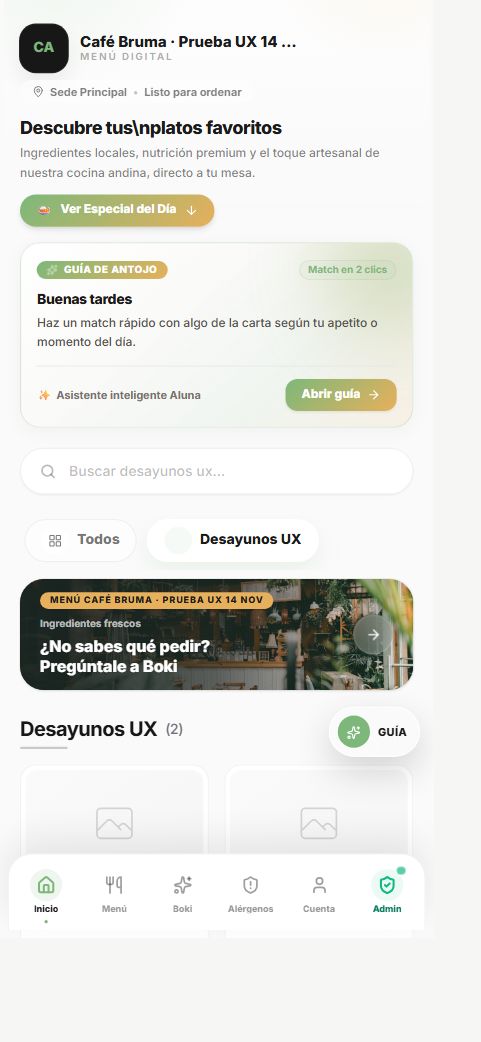 CA
Café Bruma · Prueba UX 14 ...
MENÚ DIGITAL
Sede Principal • Listo para ordenar
Descubre tus\nplatos favoritos
Ingredientes locales, nutrición premium y el toque artesanal de
nuestra cocina andina, directo a tu mesa.
Ver Especial del Día ↓
GUÍA DE ANTOJO
Match en 2 clics
Buenas tardes
Haz un match rápido con algo de la carta según tu apetito o
momento del día.
Asistente inteligente Aluna
Abrir guía →
Buscar desayunos ux...
Todos
Desayunos UX
MENÚ CAFÉ BRUMA · PRUEBA UX 14 NOV
Ingredientes frescos
¿No sabes qué pedir?
Pregúntale a Boki
Desayunos UX (2)
GUÍA
Inicio
Menú
Boki
Alérgenos
Cuenta
Admin